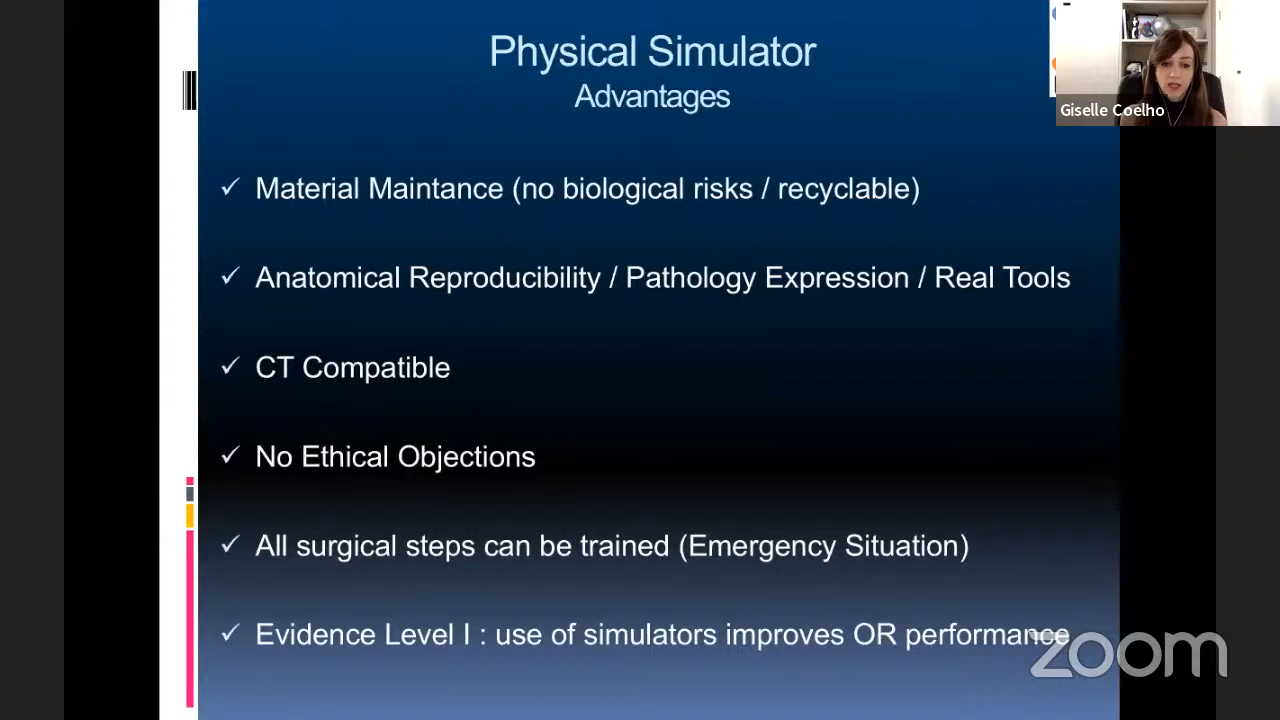 Physical Simulator
Advantages
Giselle Coelho
✓ Material Maintance (no biological risks / recyclable)
✓ Anatomical Reproducibility / Pathology Expression / Real Tools
✓ CT Compatible
✓ No Ethical Objections
✓ All surgical steps can be trained (Emergency Situation)
✓ Evidence Level I : use of simulators improves OR performance
zoom